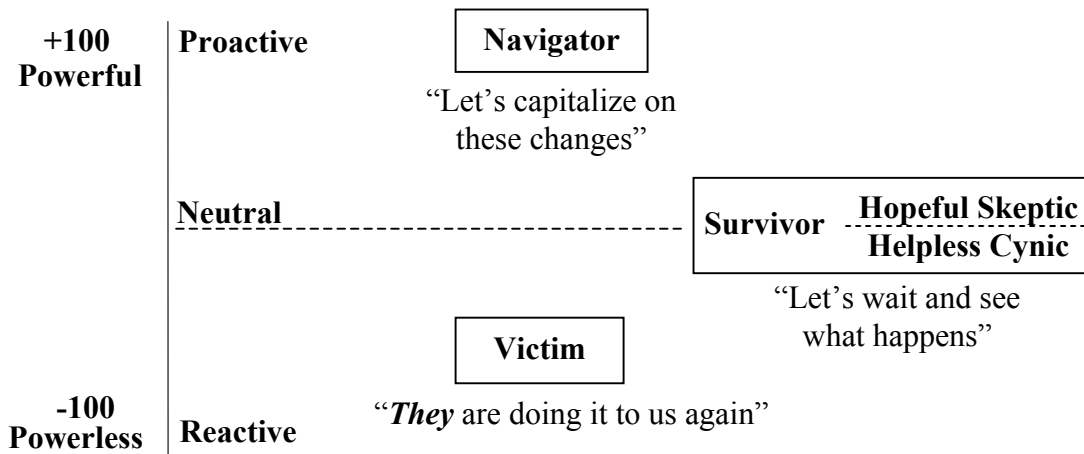 +100
Powerful
Proactive
Navigator
“Let’s capitalize on
these changes”
Neutral
Survivor
Hopeful Skeptic
Helpless Cynic
“Let’s wait and see
what happens”
Victim
“They are doing it to us again”
-100
Powerless
Reactive